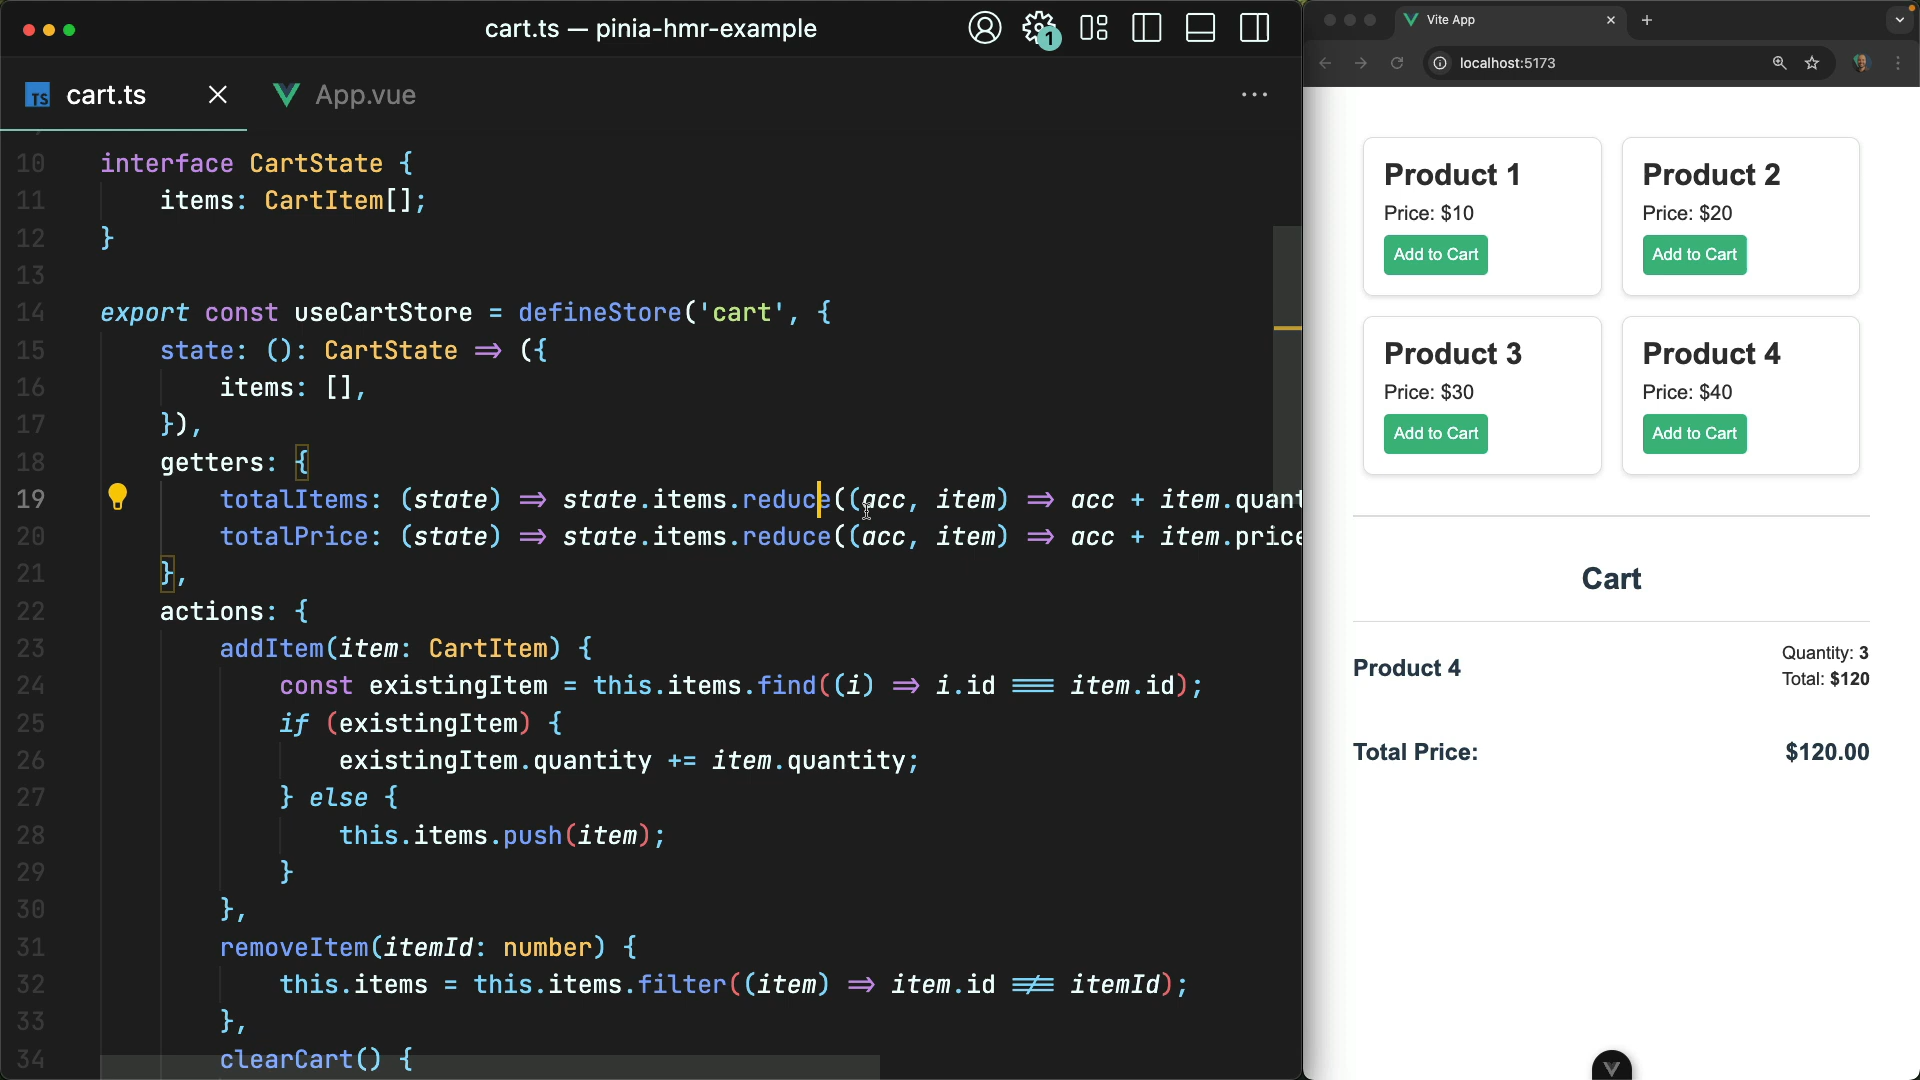 cart.ts — pinia-hmr-example
1
TS cart.ts
App.vue
10 interface CartState {
11 items: CartItem[];
12 }
13
14 export const useCartStore = defineStore('cart', {
15 state: (): CartState => ({
16 items: [],
17 }),
18 getters: {
19 totalItems: (state) => state.items.reduce((acc, item) => acc + item.quant
20 totalPrice: (state) => state.items.reduce((acc, item) => acc + item.price
21 },
22 actions: {
23 addItem(item: CartItem) {
24 const existingItem = this.items.find((i) => i.id === item.id);
25 if (existingItem) {
26 existingItem.quantity += item.quantity;
27 } else {
28 this.items.push(item);
29 }
30 },
31 removeItem(itemId: number) {
32 this.items = this.items.filter((item) => item.id !== itemId);
33 },
34 clearCart() {
Vite App
localhost:5173
Product 1
Price: $10
Add to Cart
Product 2
Price: $20
Add to Cart
Product 3
Price: $30
Add to Cart
Product 4
Price: $40
Add to Cart
Cart
Product 4
Quantity: 3
Total: $120
Total Price: $120.00